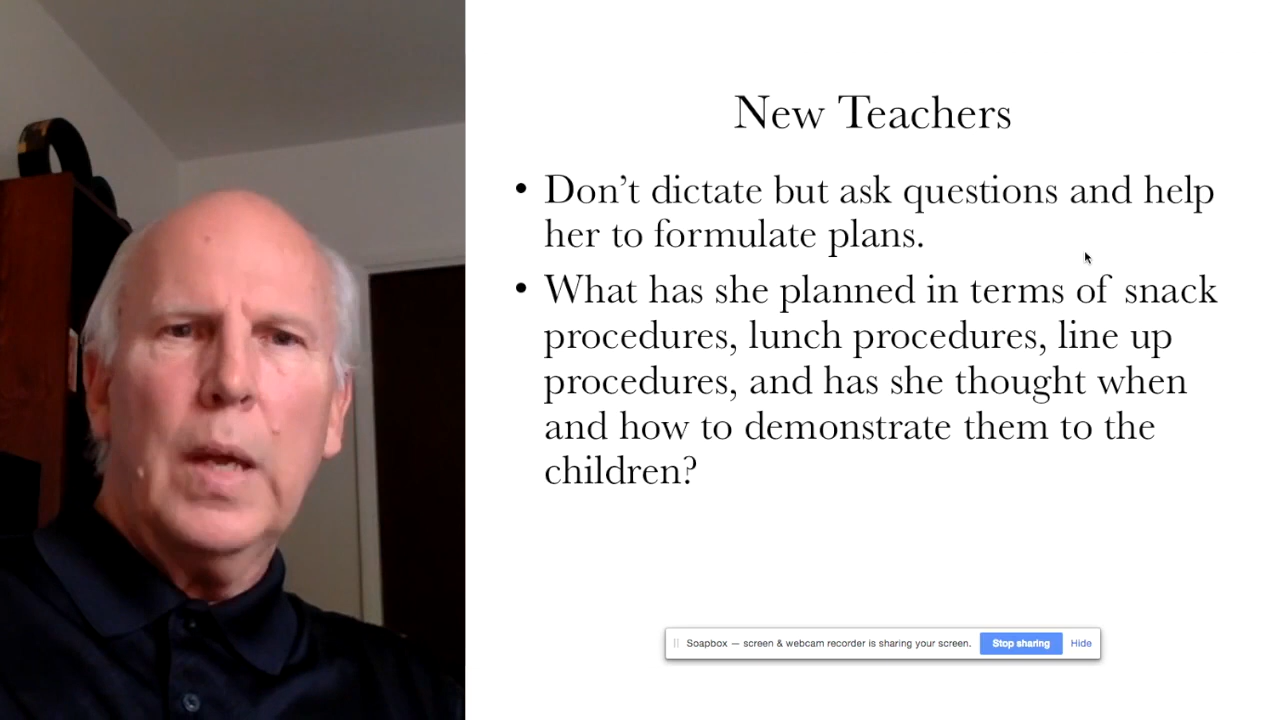 New Teachers
• Don’t dictate but ask questions and help
her to formulate plans.
• What has she planned in terms of snack
procedures, lunch procedures, line up
procedures, and has she thought when
and how to demonstrate them to the
children?
Soapbox — screen & webcam recorder is sharing your screen. Stop sharing Hide